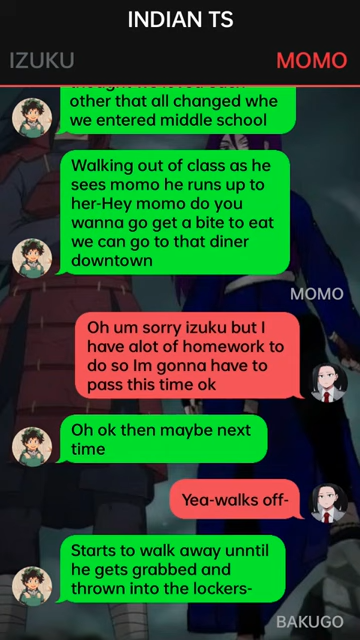 INDIAN TS
IZUKU
MOMO
other that all changed whe
we entered middle school
Walking out of class as he
sees momo he runs up to
her-Hey momo do you
wanna go get a bite to eat
we can go to that diner
downtown
MOMO
Oh um sorry izuku but I
have alot of homework to
do so Im gonna have to
pass this time ok
Oh ok then maybe next
time
Yea-walks off-
Starts to walk away unntil
he gets grabbed and
thrown into the lockers-
BAKUGO